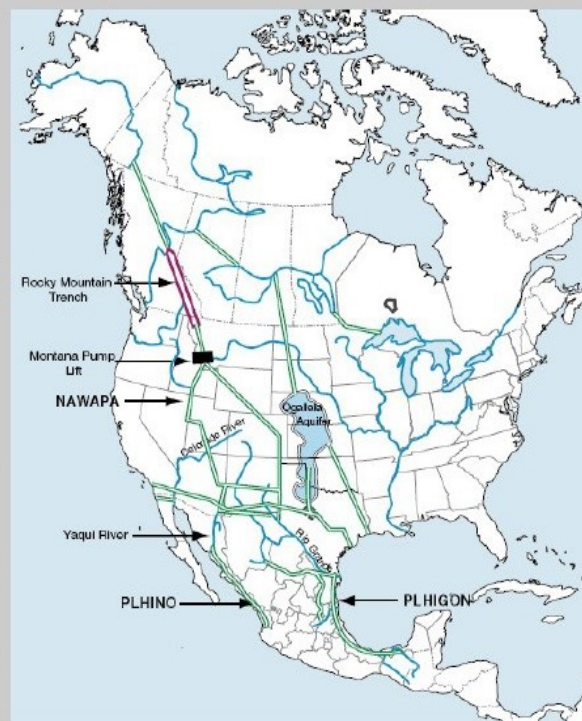 Rocky Mountain
Trench
Montana Pump
Lift
NAWAPA
Ogallala
Aquifer
Colorado River
Yaqui River
Rio Grande
PLHINO
PLHIGON